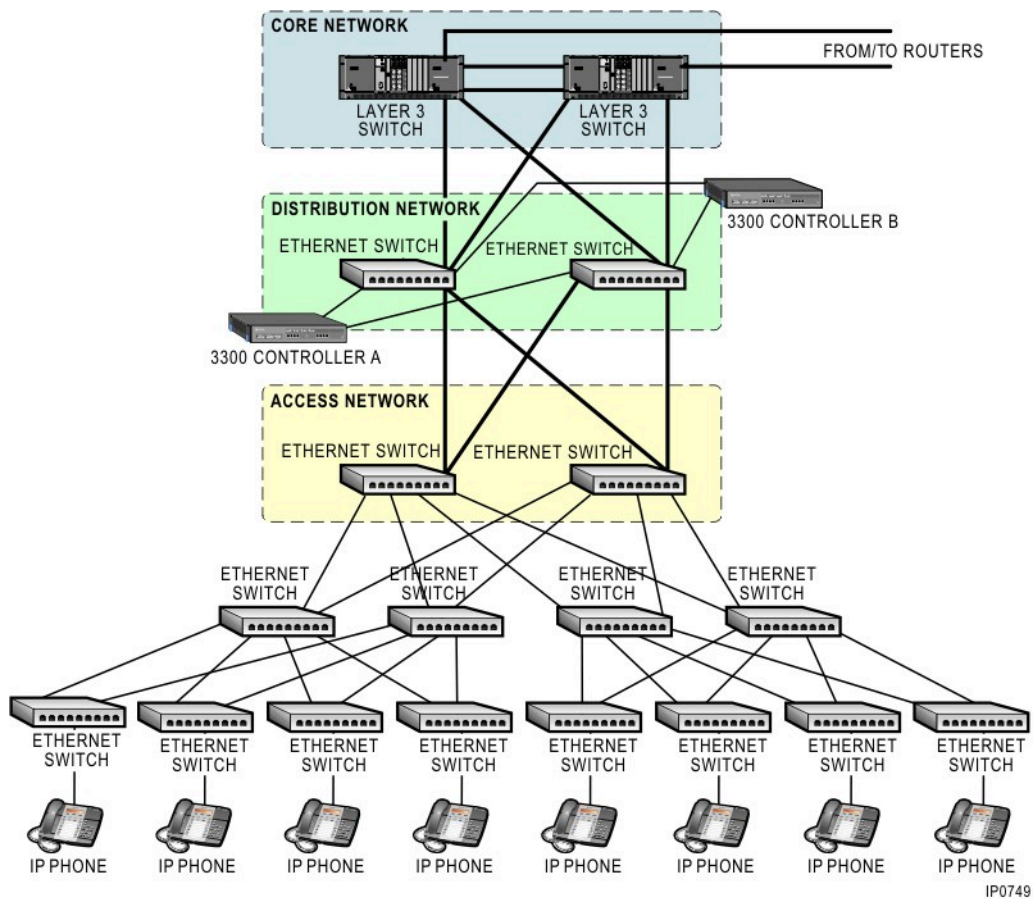 CORE NETWORK
FROM/TO ROUTERS
LAYER 3
SWITCH
LAYER 3
SWITCH
DISTRIBUTION NETWORK
3300 CONTROLLER B
ETHERNET SWITCH
ETHERNET SWITCH
3300 CONTROLLER A
ACCESS NETWORK
ETHERNET SWITCH
ETHERNET SWITCH
ETHERNET
SWITCH
ETHERNET
SWITCH
ETHERNET
SWITCH
ETHERNET
SWITCH
ETHERNET
SWITCH
ETHERNET
SWITCH
ETHERNET
SWITCH
ETHERNET
SWITCH
ETHERNET
SWITCH
ETHERNET
SWITCH
ETHERNET
SWITCH
ETHERNET
SWITCH
IP PHONE
IP PHONE
IP PHONE
IP PHONE
IP PHONE
IP PHONE
IP PHONE
IP PHONE
IP0749